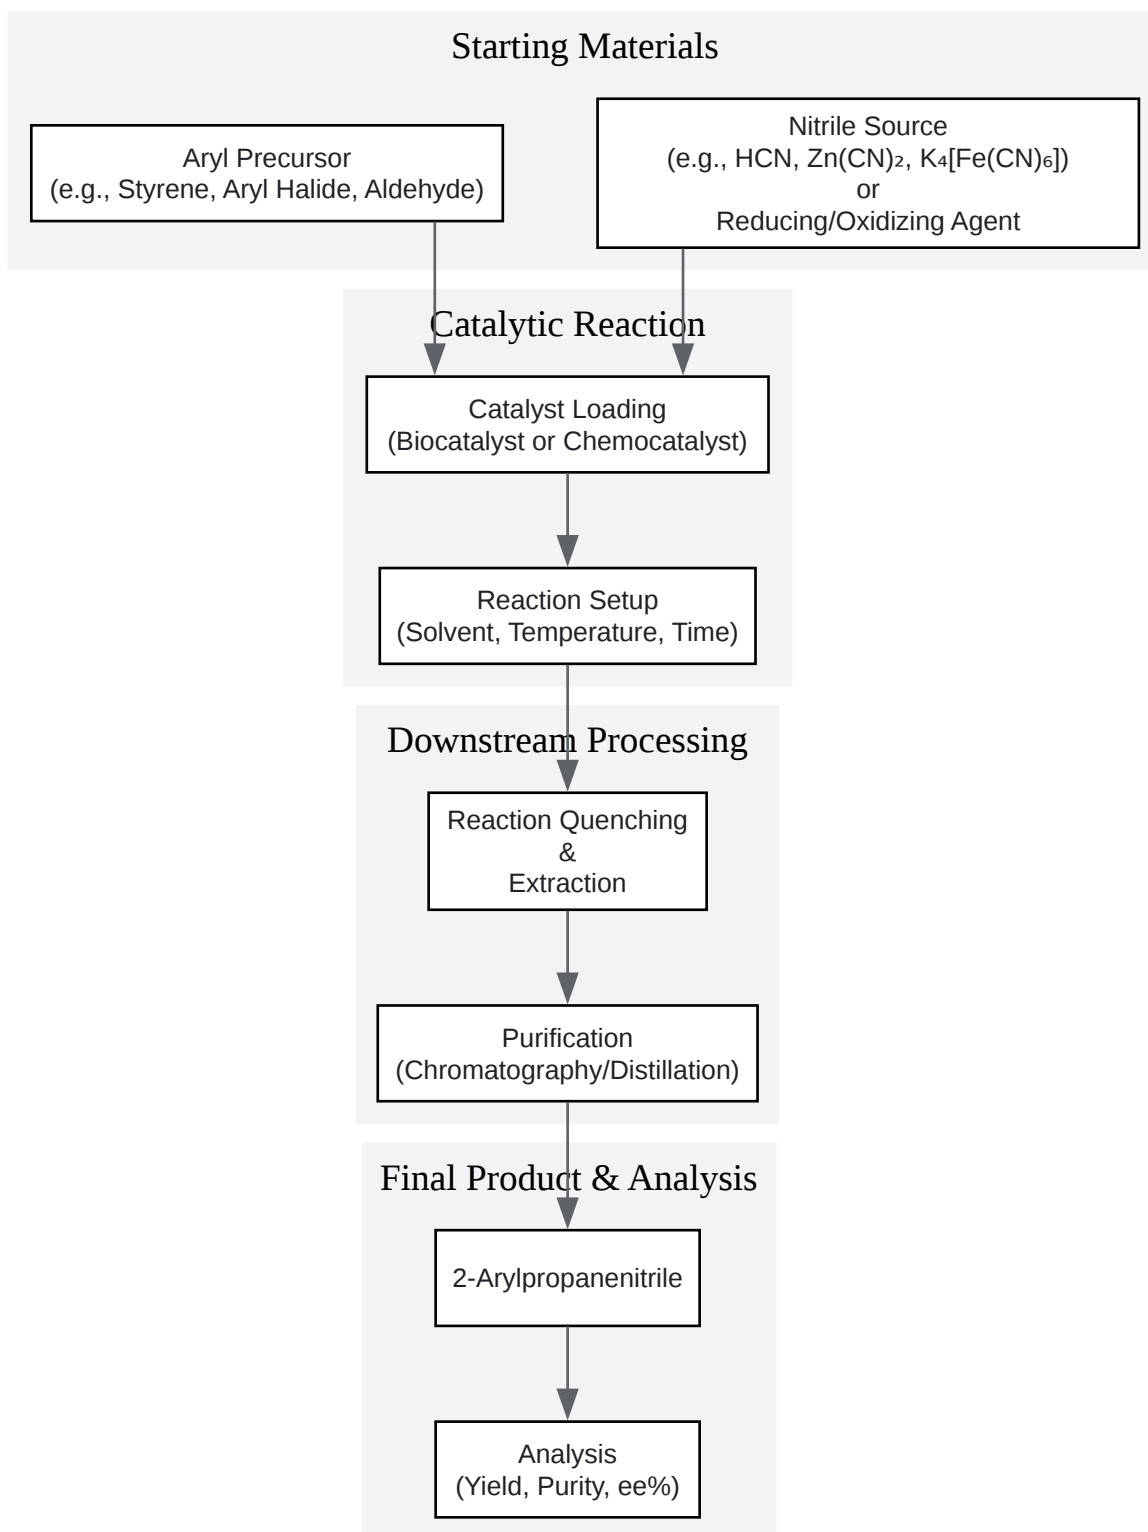 Starting Materials
Aryl Precursor
(e.g., Styrene, Aryl Halide, Aldehyde)
Nitrile Source
(e.g., HCN, Zn(CN)₂, K₄[Fe(CN)₆])
or
Reducing/Oxidizing Agent
Catalytic Reaction
Catalyst Loading
(Biocatalyst or Chemocatalyst)
Reaction Setup
(Solvent, Temperature, Time)
Downstream Processing
Reaction Quenching
&
Extraction
Purification
(Chromatography/Distillation)
Final Product & Analysis
2-Arylpropanenitrile
Analysis
(Yield, Purity, ee%)